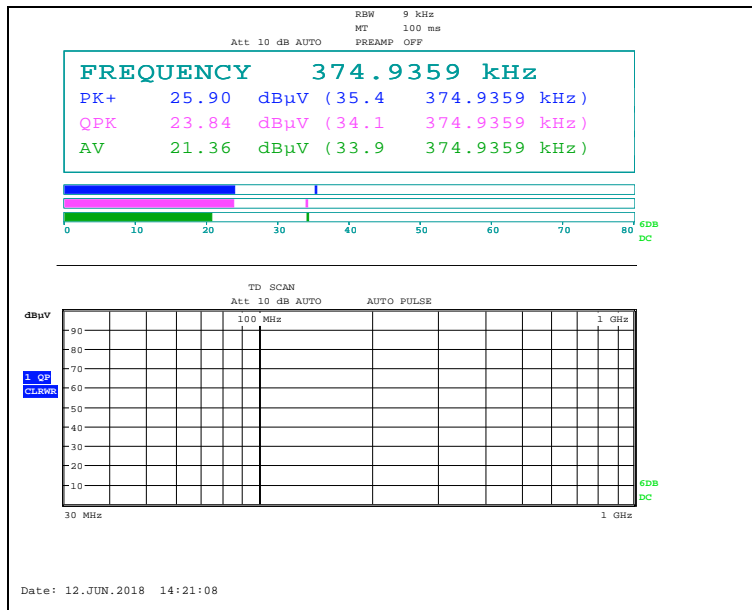 RBW 9 kHz
MT 100 ms
Att 10 dB AUTO PREAMP OFF
FREQUENCY 374.9359 kHz
PK+ 25.90 dBµV (35.4 374.9359 kHz)
QPK 23.84 dBµV (34.1 374.9359 kHz)
AV 21.36 dBµV (33.9 374.9359 kHz)
0 10 20 30 40 50 60 70 80
6DB
DC
TD SCAN
Att 10 dB AUTO AUTO PULSE
dBµV
100 MHz 1 GHz
90
80
70
1 QP
CLRWR
60
50
40
30
20
10
6DB
DC
30 MHz 1 GHz
Date: 12.JUN.2018 14:21:08